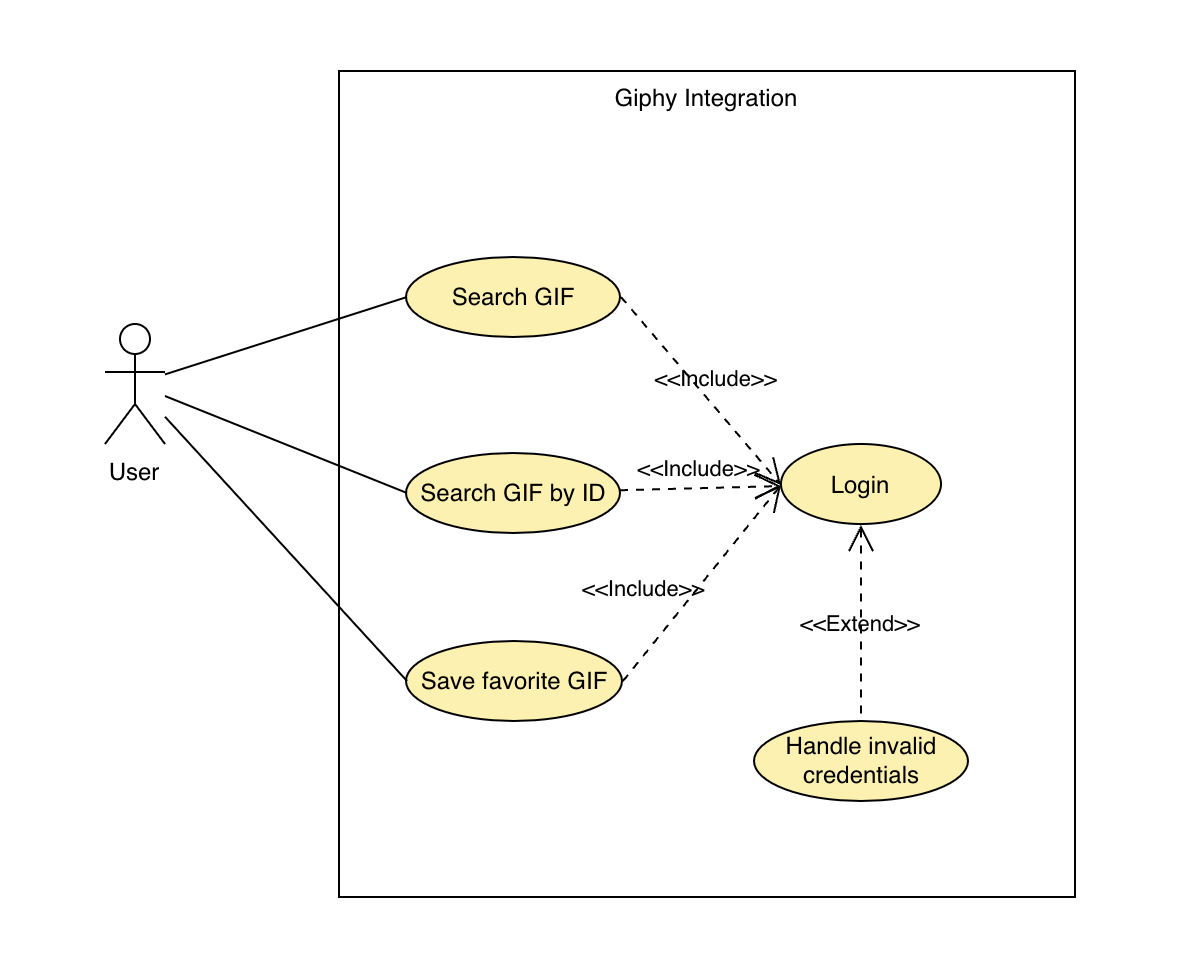 Giphy Integration
Search GIF
<<Include>>
User
<<Include>>
Search GIF by ID
Login
<<Include>>
<<Extend>>
Save favorite GIF
Handle invalid
credentials